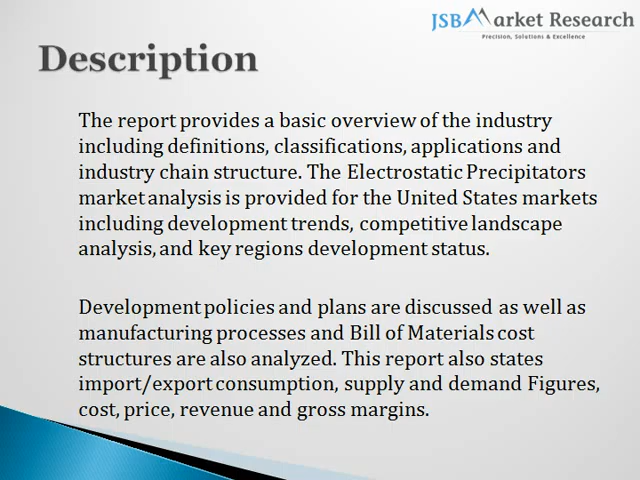 JSB Market Research
Precision, Solutions & Excellence
Description
The report provides a basic overview of the industry
including definitions, classifications, applications and
industry chain structure. The Electrostatic Precipitators
market analysis is provided for the United States markets
including development trends, competitive landscape
analysis, and key regions development status.
Development policies and plans are discussed as well as
manufacturing processes and Bill of Materials cost
structures are also analyzed. This report also states
import/export consumption, supply and demand Figures,
cost, price, revenue and gross margins.